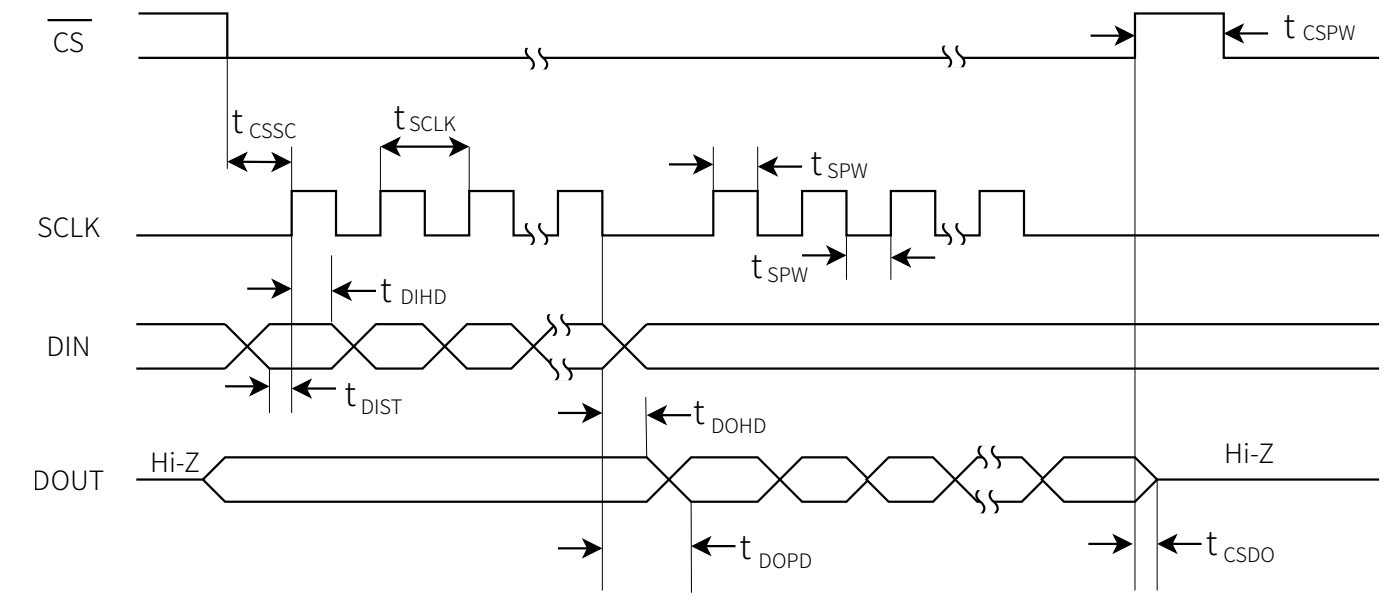 CS
t CSPW
t CSSC
t SCLK
t SPW
SCLK
t SPW
t DIHD
DIN
t DIST
t DOHD
Hi-Z
Hi-Z
DOUT
t DOPD
t CSDO